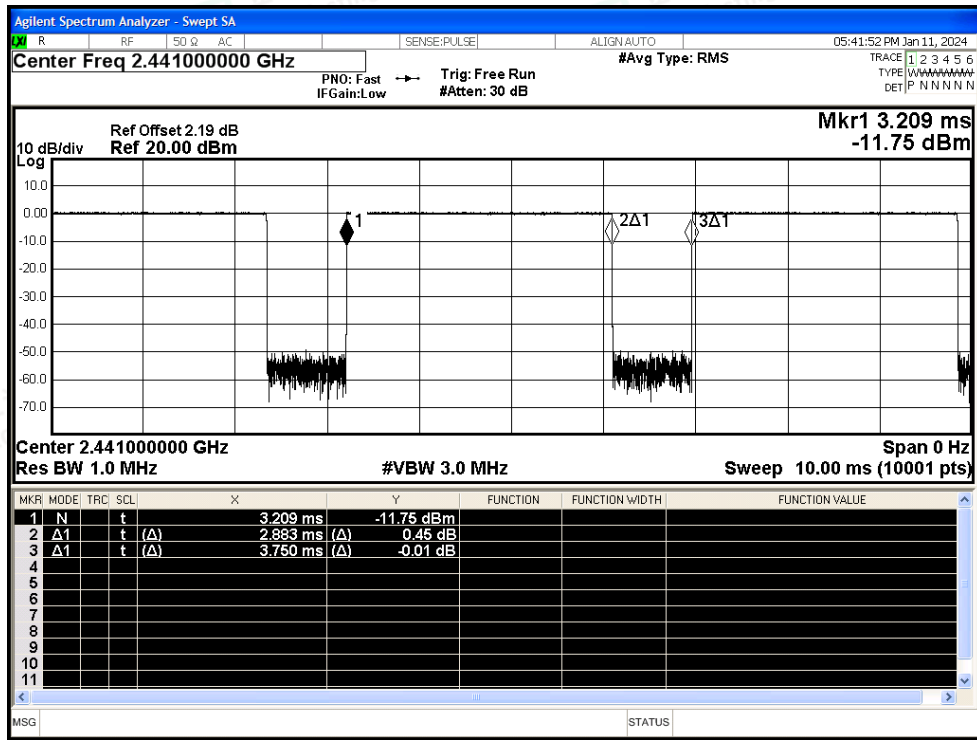 Agilent Spectrum Analyzer - Swept SA
LXI R RF 50 Ω AC SENSE:PULSE ALIGN AUTO 05:41:52 PM Jan 11, 2024
Center Freq 2.441000000 GHz #Avg Type: RMS TRACE 1 2 3 4 5 6
PNO: Fast Trig: Free Run TYPE WWWWWW
IFGain:Low #Atten: 30 dB DET P N N N N N
Mkr1 3.209 ms
-11.75 dBm
Ref Offset 2.19 dB
10 dB/div Ref 20.00 dBm
Log
10.0
0.00
1 2Δ1 3Δ1
-10.0
-20.0
-30.0
-40.0
-50.0
-60.0
-70.0
Center 2.441000000 GHz Span 0 Hz
Res BW 1.0 MHz #VBW 3.0 MHz Sweep 10.00 ms (10001 pts)
MKR MODE TRC SCL X Y FUNCTION FUNCTION WIDTH FUNCTION VALUE
1 N t 3.209 ms -11.75 dBm
2 Δ1 t (Δ) 2.883 ms (Δ) 0.45 dB
3 Δ1 t (Δ) 3.750 ms (Δ) -0.01 dB
4
5
6
7
8
9
10
11
MSG STATUS